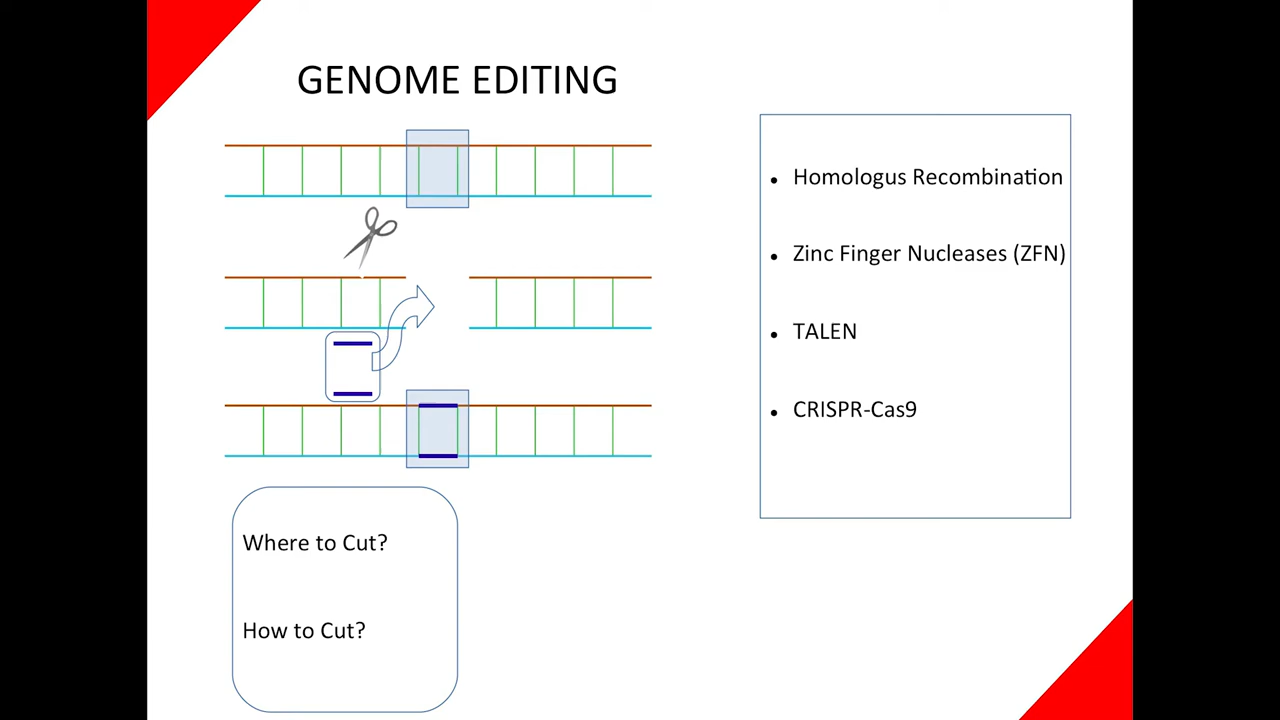 GENOME EDITING
Homologus Recombination
Zinc Finger Nucleases (ZFN)
TALEN
CRISPR-Cas9
Where to Cut?
How to Cut?